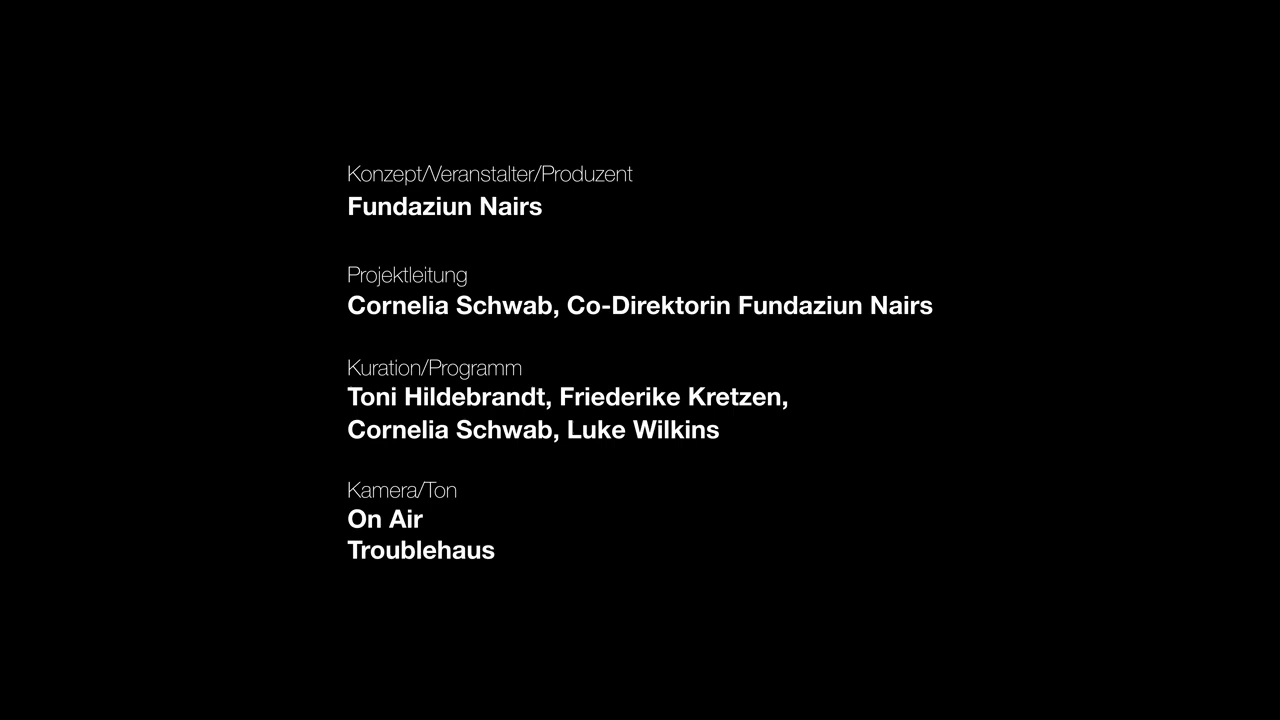 Konzept/Veranstalter/Produzent
Fundaziun Nairs
Projektleitung
Cornelia Schwab, Co-Direktorin Fundaziun Nairs
Kuration/Programm
Toni Hildebrandt, Friederike Kretzen,
Cornelia Schwab, Luke Wilkins
Kamera/Ton
On Air
Troublehaus